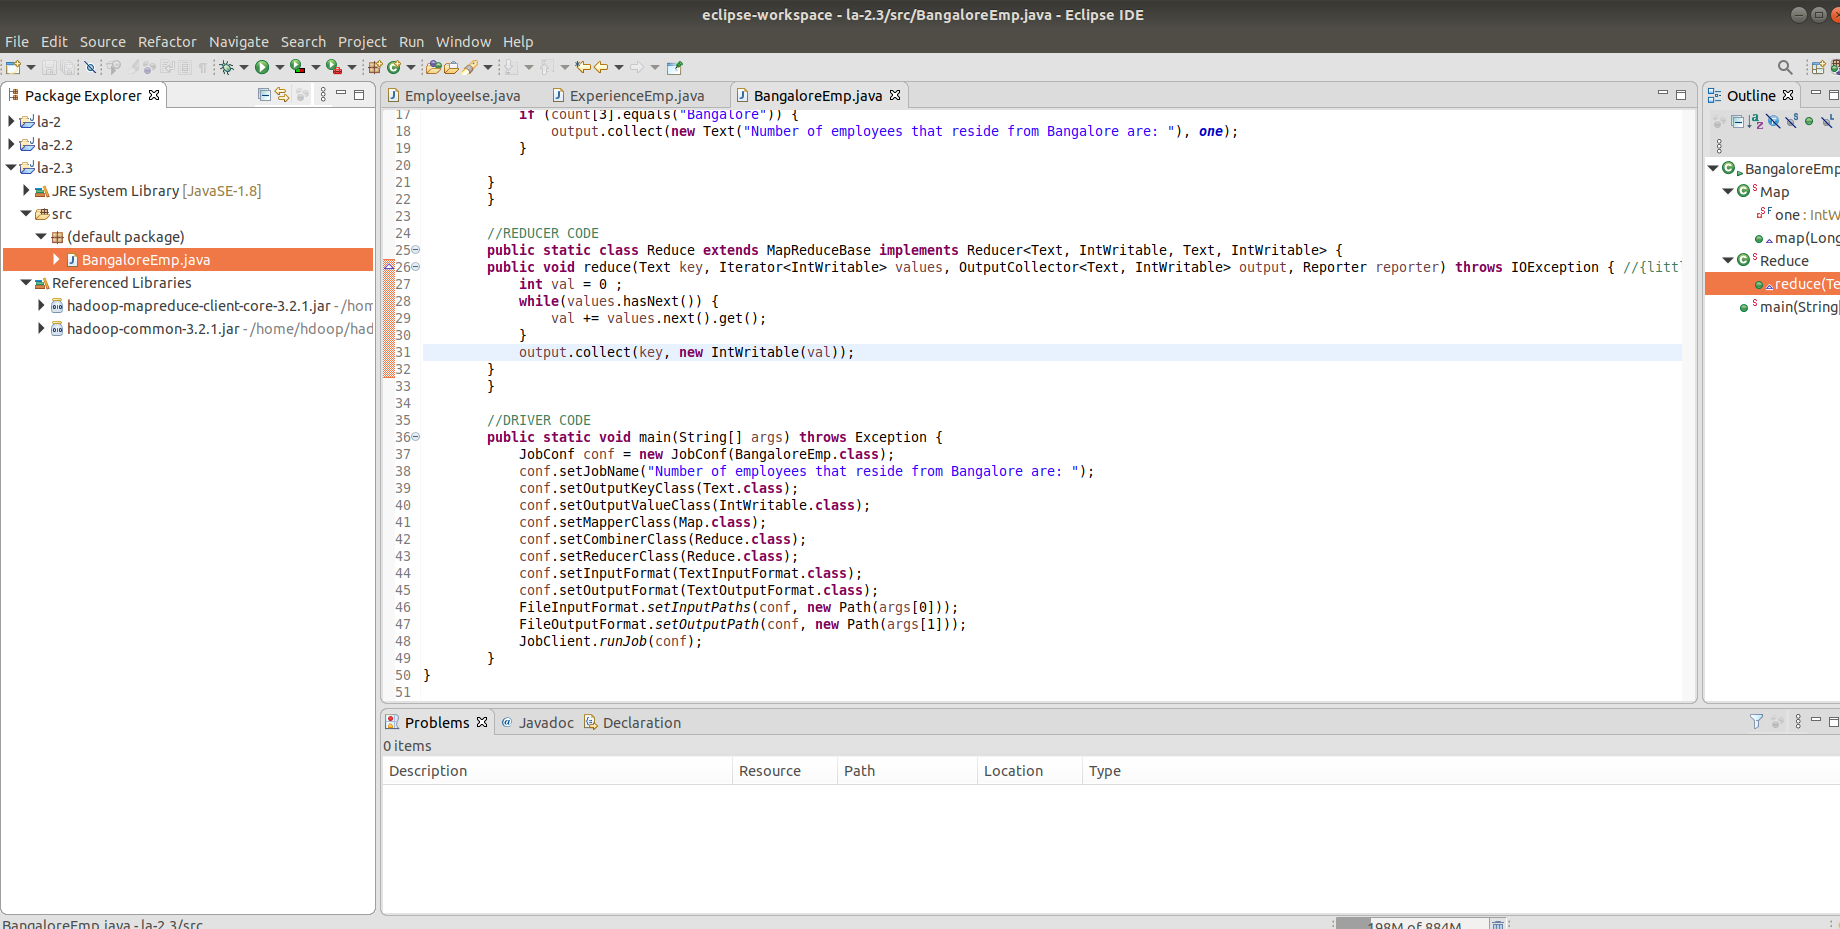 eclipse-workspace - la-2.3/src/BangaloreEmp.java - Eclipse IDE
File Edit Source Refactor Navigate Search Project Run Window Help
Package Explorer
la-2
la-2.2
la-2.3
JRE System Library [JavaSE-1.8]
src
(default package)
BangaloreEmp.java
Referenced Libraries
hadoop-mapreduce-client-core-3.2.1.jar - /hom
hadoop-common-3.2.1.jar - /home/hdoop/had
EmployeeIse.java ExperienceEmp.java BangaloreEmp.java
17 if (count[3].equals("Bangalore")) {
18 output.collect(new Text("Number of employees that reside from Bangalore are: "), one);
19 }
20
21 }
22 }
23
24 //REDUCER CODE
25 public static class Reduce extends MapReduceBase implements Reducer<Text, IntWritable, Text, IntWritable> {
26 public void reduce(Text key, Iterator<IntWritable> values, OutputCollector<Text, IntWritable> output, Reporter reporter) throws IOException { //{litt
27 int val = 0 ;
28 while(values.hasNext()) {
29 val += values.next().get();
30 }
31 output.collect(key, new IntWritable(val));
32 }
33 }
34
35 //DRIVER CODE
36 public static void main(String[] args) throws Exception {
37 JobConf conf = new JobConf(BangaloreEmp.class);
38 conf.setJobName("Number of employees that reside from Bangalore are: ");
39 conf.setOutputKeyClass(Text.class);
40 conf.setOutputValueClass(IntWritable.class);
41 conf.setMapperClass(Map.class);
42 conf.setCombinerClass(Reduce.class);
43 conf.setReducerClass(Reduce.class);
44 conf.setInputFormat(TextInputFormat.class);
45 conf.setOutputFormat(TextOutputFormat.class);
46 FileInputFormat.setInputPaths(conf, new Path(args[0]));
47 FileOutputFormat.setOutputPath(conf, new Path(args[1]));
48 JobClient.runJob(conf);
49 }
50 }
51
Outline
BangaloreEmp
Map
one : IntW
map(Long
Reduce
reduce(Te
main(String[
Problems Javadoc Declaration
0 items
Description Resource Path Location Type
BangaloreEmp.java - la-2.3/src
198M of 884M